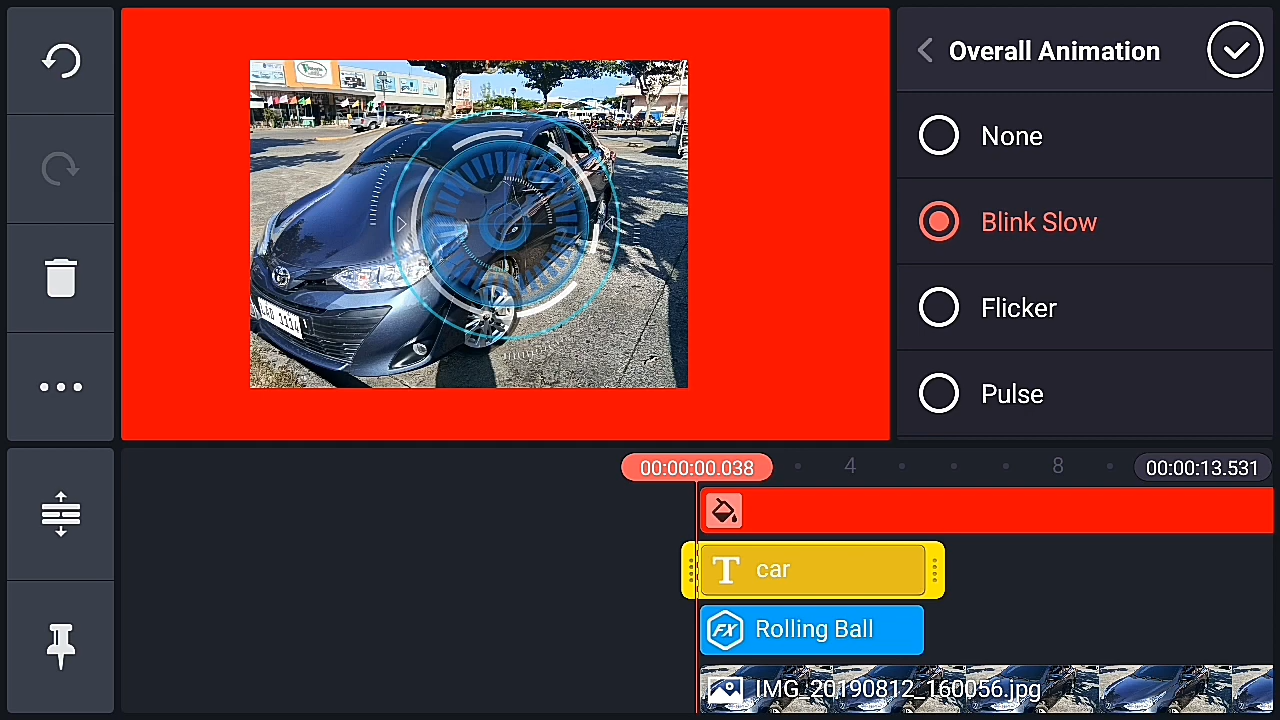 Overall Animation
None
Blink Slow
Flicker
Pulse
00:00:00.038
4
8
00:00:13.531
T car
FX Rolling Ball
IMG_20190812_160056.jpg